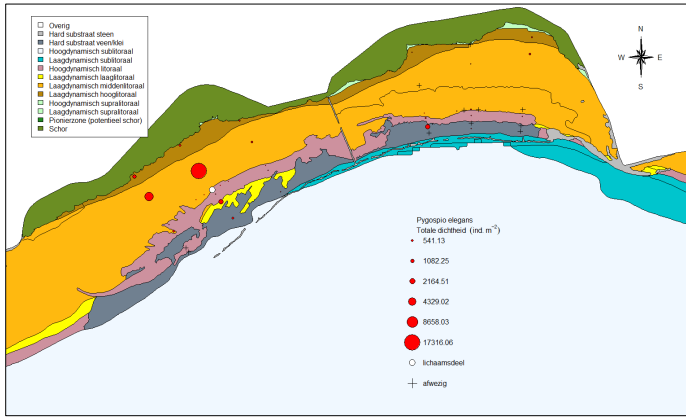 Overig
Hard substraat steen
Hard substraat veen/klei
Hoogdynamisch sublitoraal
Laagdynamisch sublitoraal
Hoogdynamisch litoraal
Laagdynamisch laaglitoraal
Laagdynamisch middenlitoraal
Laagdynamisch hooglitoraal
Hoogdynamisch supralitoraal
Laagdynamisch supralitoraal
Pionierzone (potentieel schor)
Schor
N
W E
S
Pygospio elegans
Totale dichtheid (ind. m⁻²)
541.13
1082.25
2164.51
4329.02
8658.03
17316.06
lichaamsdeel
afwezig